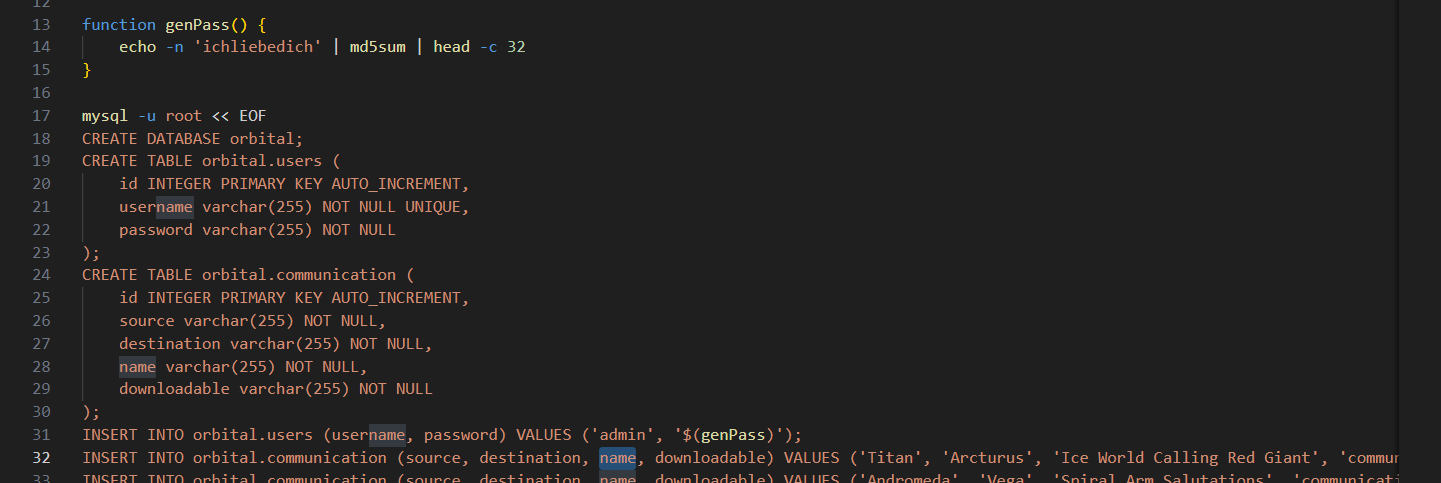 12
13 function genPass() {
14 echo -n 'ichliebedich' | md5sum | head -c 32
15 }
16
17 mysql -u root << EOF
18 CREATE DATABASE orbital;
19 CREATE TABLE orbital.users (
20 id INTEGER PRIMARY KEY AUTO_INCREMENT,
21 username varchar(255) NOT NULL UNIQUE,
22 password varchar(255) NOT NULL
23 );
24 CREATE TABLE orbital.communication (
25 id INTEGER PRIMARY KEY AUTO_INCREMENT,
26 source varchar(255) NOT NULL,
27 destination varchar(255) NOT NULL,
28 name varchar(255) NOT NULL,
29 downloadable varchar(255) NOT NULL
30 );
31 INSERT INTO orbital.users (username, password) VALUES ('admin', '$(genPass)');
32 INSERT INTO orbital.communication (source, destination, name, downloadable) VALUES ('Titan', 'Arcturus', 'Ice World Calling Red Giant', 'commun
33 INSERT INTO orbital.communication (source, destination, name, downloadable) VALUES ('Andromeda', 'Vega', 'Spiral Arm Salutations', 'communicati